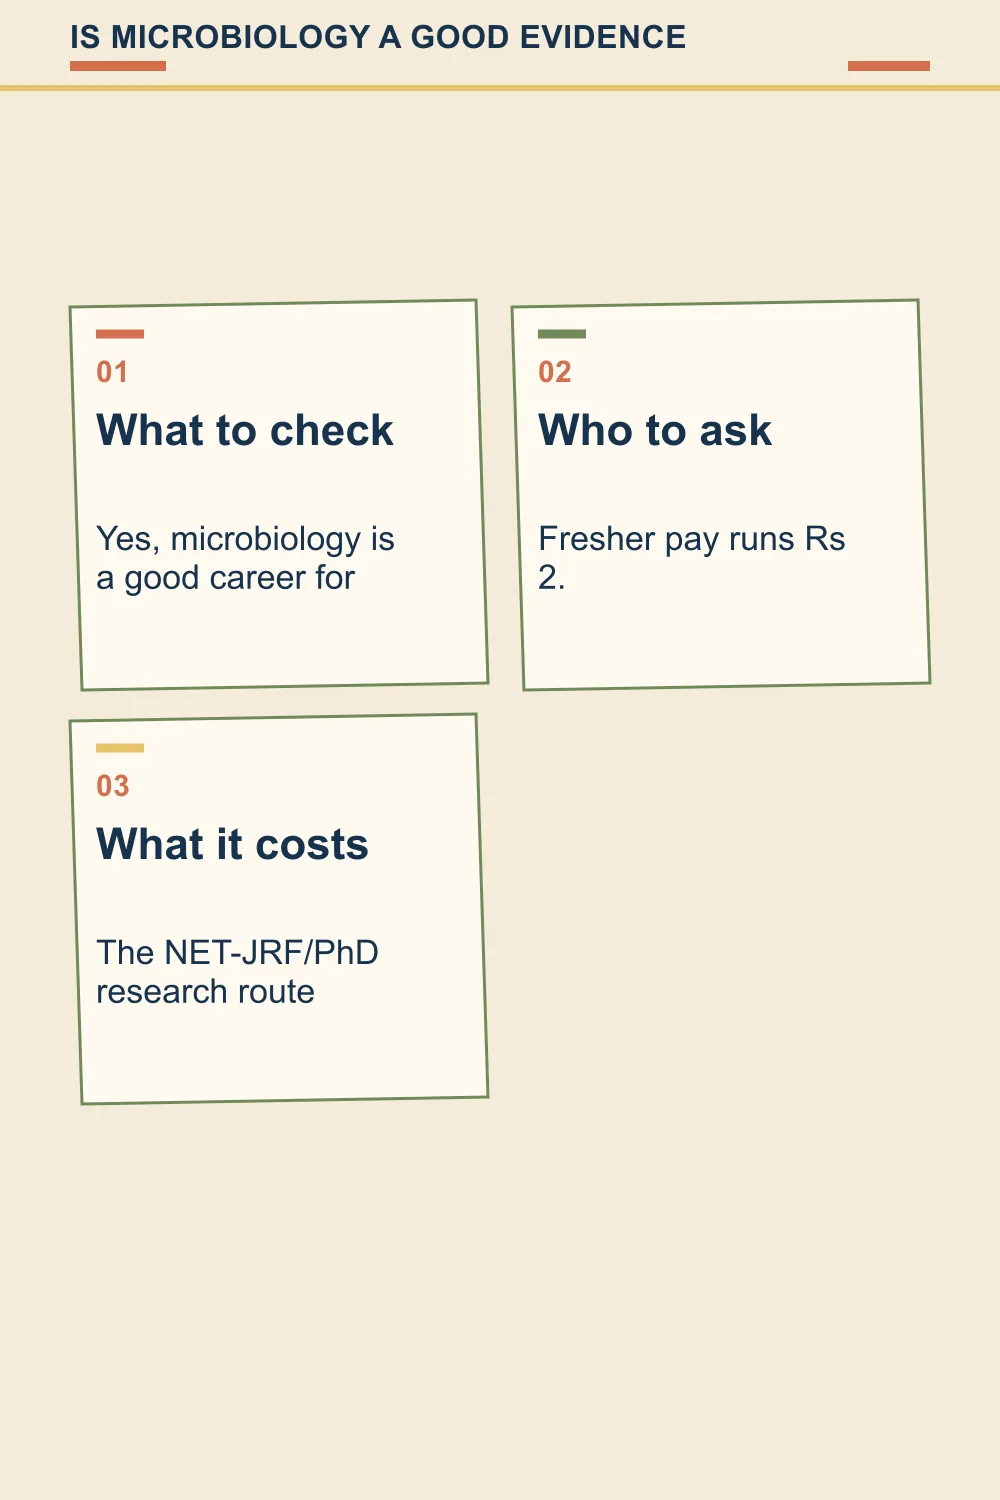 IS MICROBIOLOGY A GOOD EVIDENCE
01
What to check
Yes, microbiology is
a good career for
02
Who to ask
Fresher pay runs Rs
2.
03
What it costs
The NET-JRF/PhD
research route